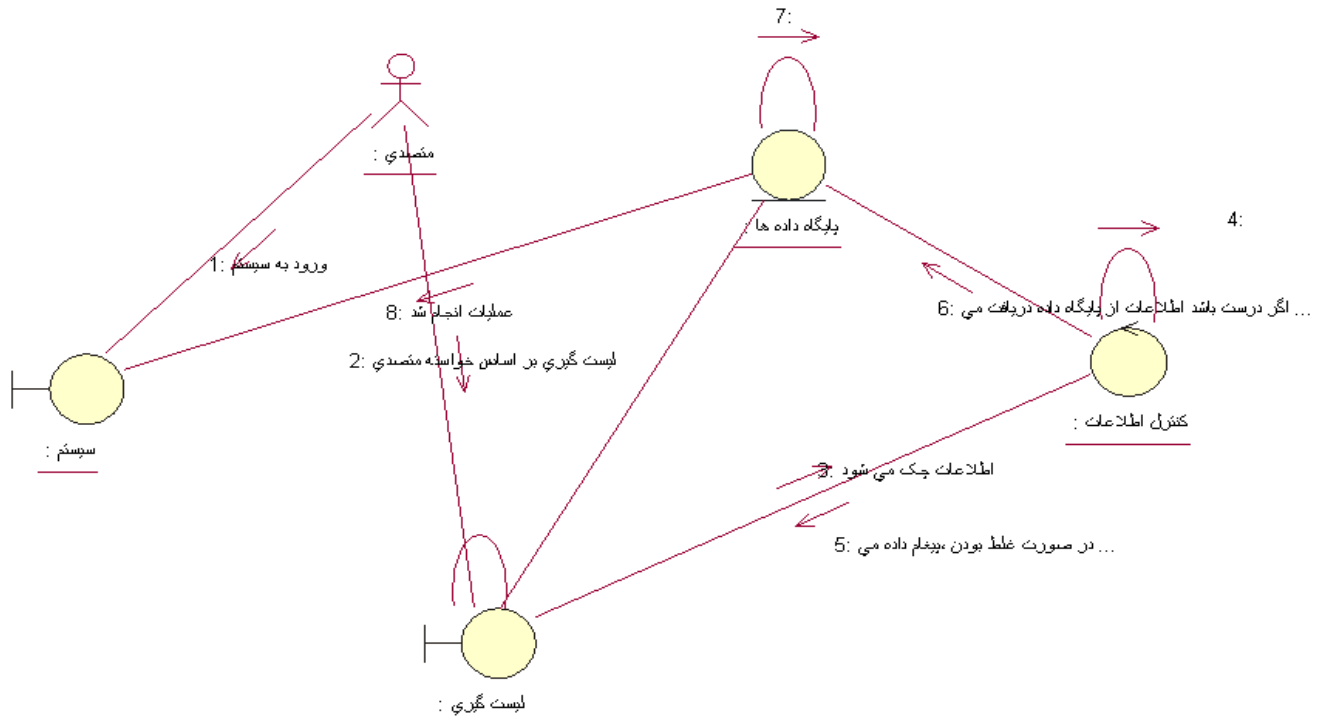 7:
متصدي :
4:
پايگاه داده ها :
1: ورود به سيستم
6: اگر درست باشد اطلاعات از پايگاه داده دريافت مي ...
8: عمليات انجام شد
2: ليست گيري بر اساس خواسته متصدي
کنترل اطلاعات :
سيستم :
3: اطلاعات چک مي شود
5: در صورت غلط بودن ،پيغام داده مي ...
ليست گيري :